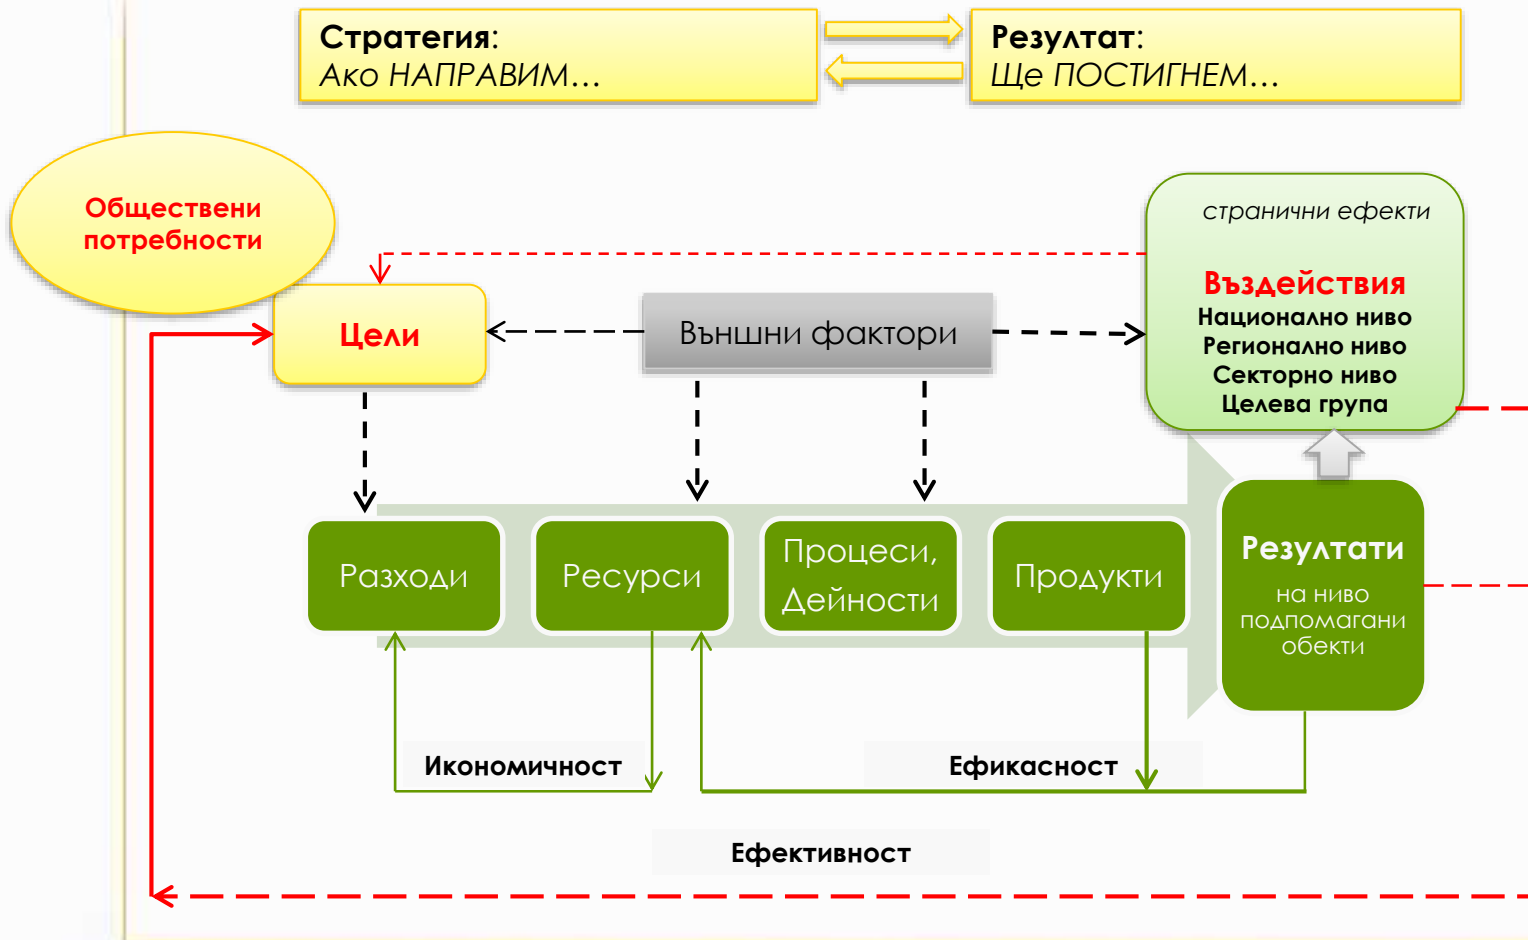 Стратегия:
Ако НАПРАВИМ...
Резултат:
Ще ПОСТИГНЕМ...
Обществени
потребности
странични ефекти
Въздействия
Национално ниво
Регионално ниво
Секторно ниво
Целева група
Цели
Външни фактори
Разходи
Ресурси
Процеси,
Дейности
Продукти
Резултати
на ниво
подпомагани
обекти
Икономичност
Ефикасност
Ефективност